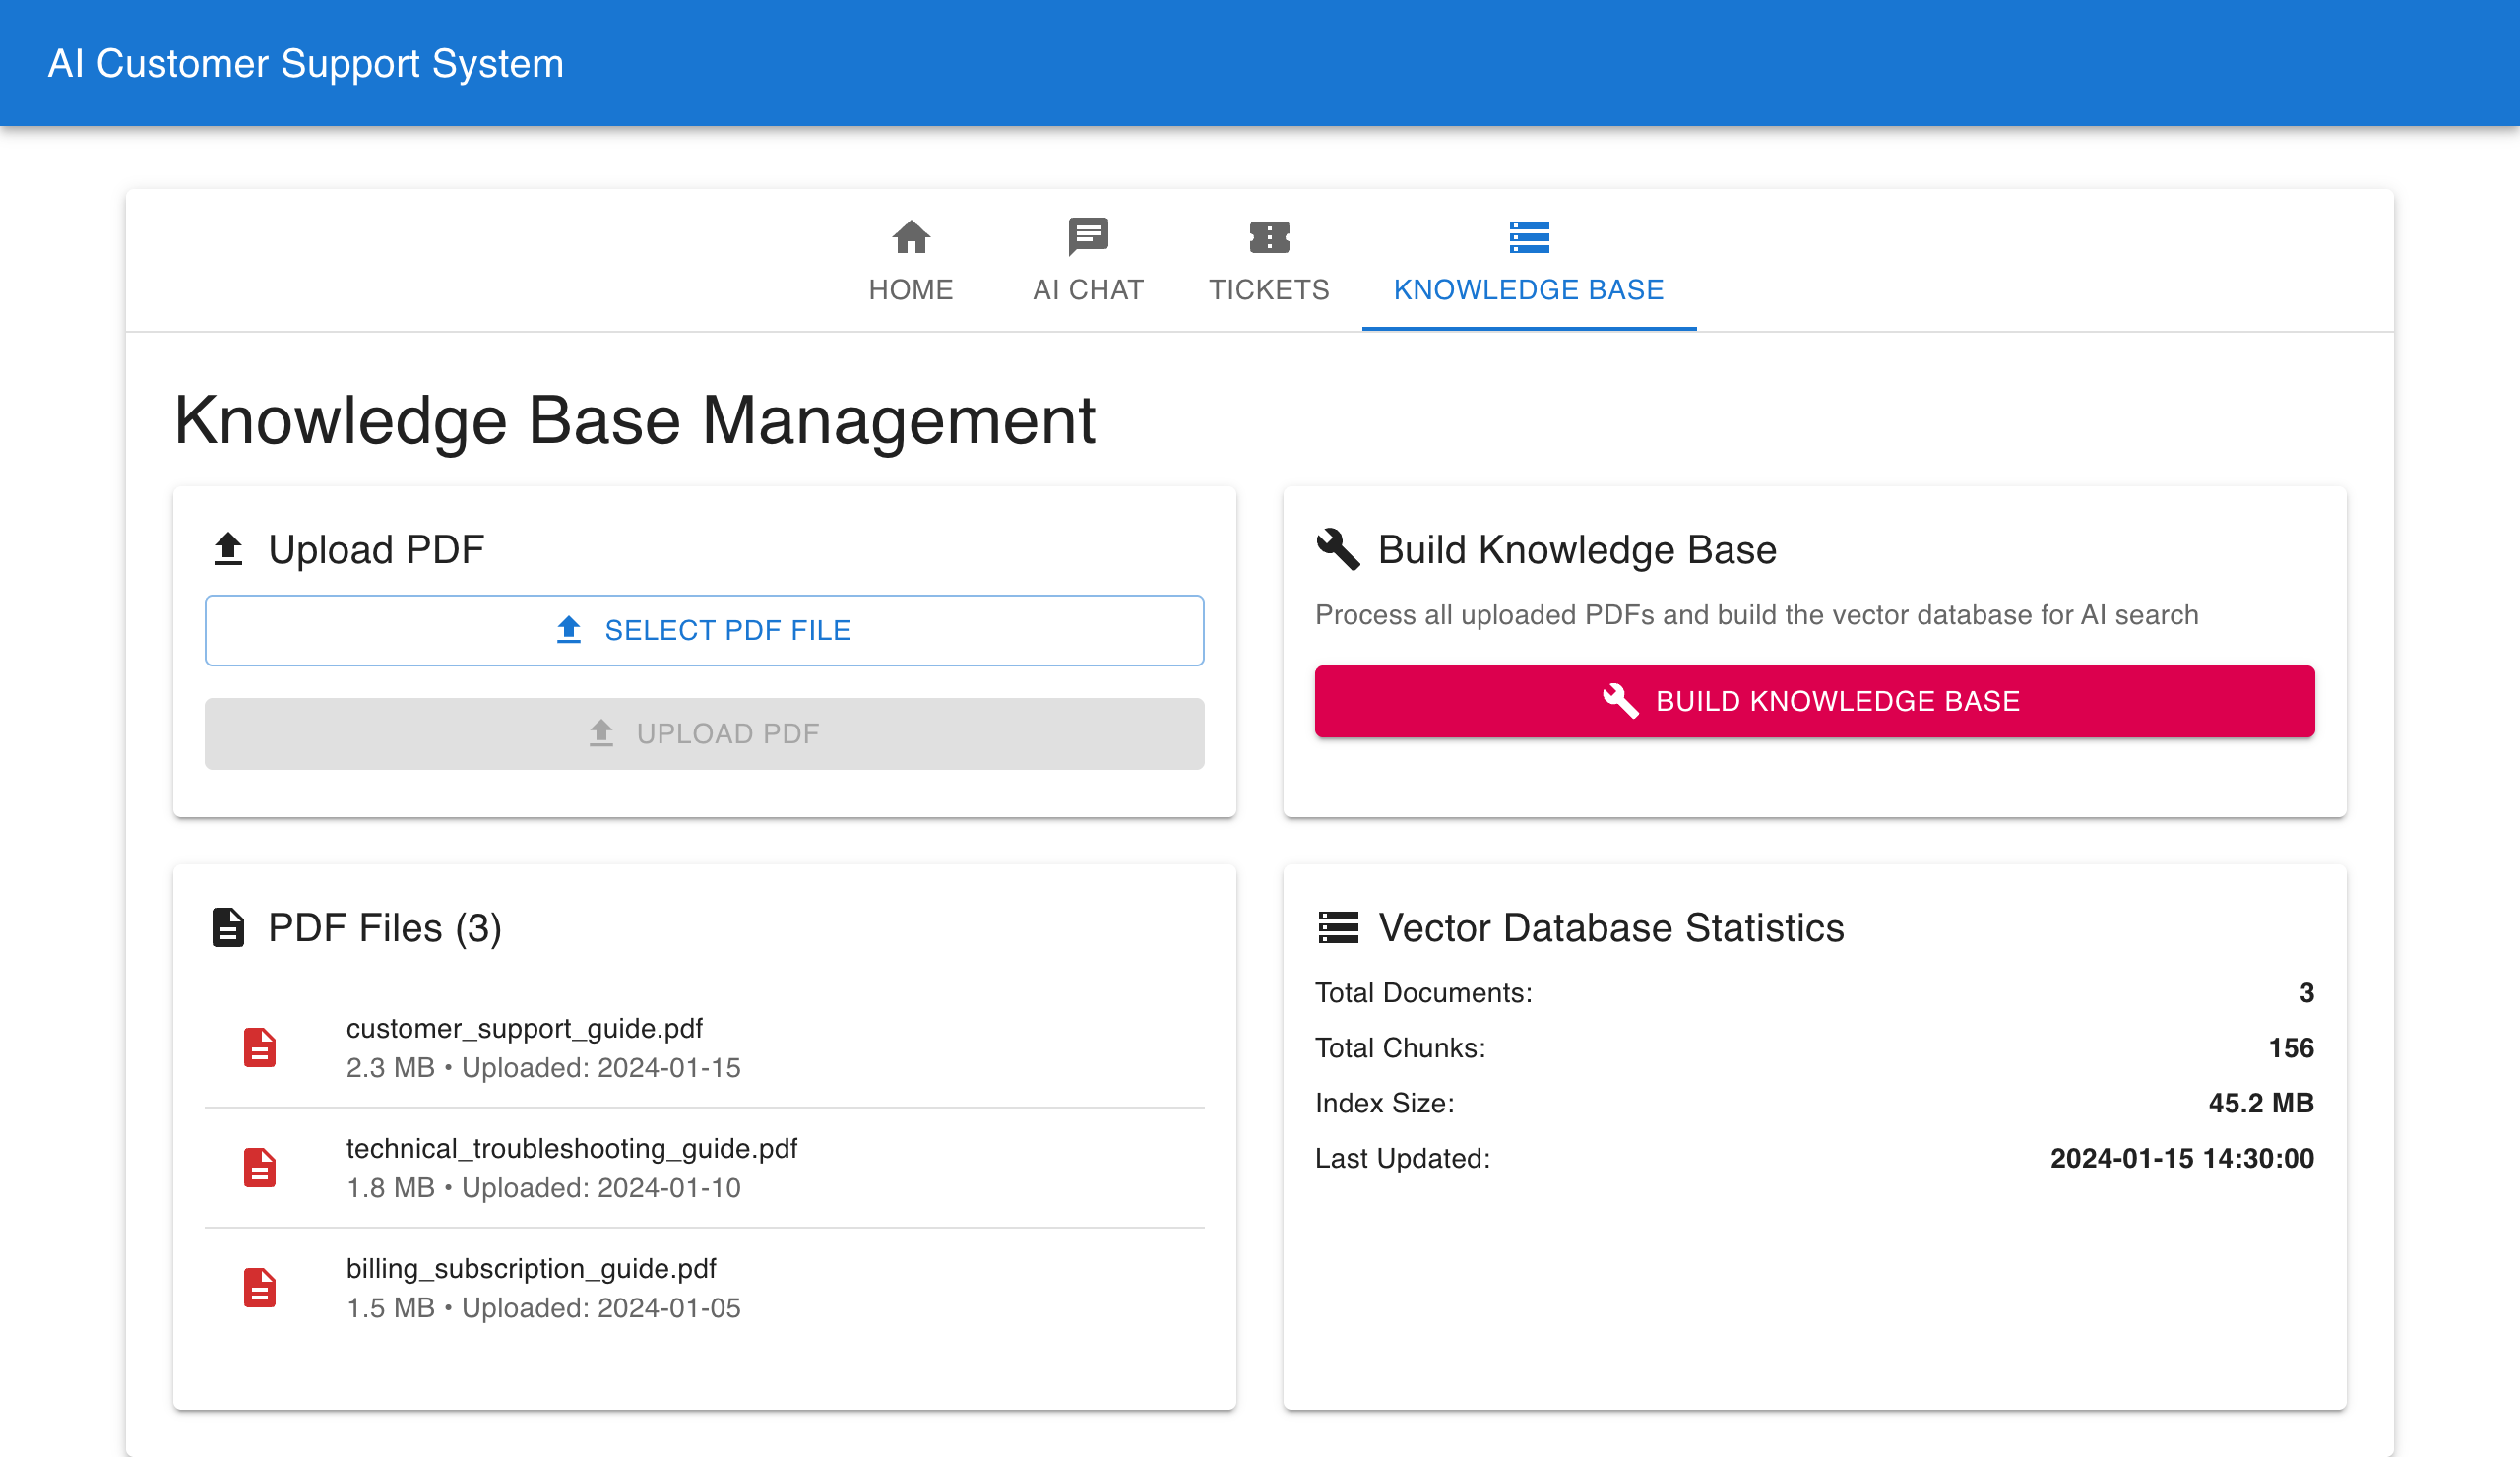 AI Customer Support System
HOME
AI CHAT
TICKETS
KNOWLEDGE BASE
Knowledge Base Management
Upload PDF
SELECT PDF FILE
UPLOAD PDF
Build Knowledge Base
Process all uploaded PDFs and build the vector database for AI search
BUILD KNOWLEDGE BASE
PDF Files (3)
customer_support_guide.pdf
2.3 MB • Uploaded: 2024-01-15
technical_troubleshooting_guide.pdf
1.8 MB • Uploaded: 2024-01-10
billing_subscription_guide.pdf
1.5 MB • Uploaded: 2024-01-05
Vector Database Statistics
Total Documents: 3
Total Chunks: 156
Index Size: 45.2 MB
Last Updated: 2024-01-15 14:30:00